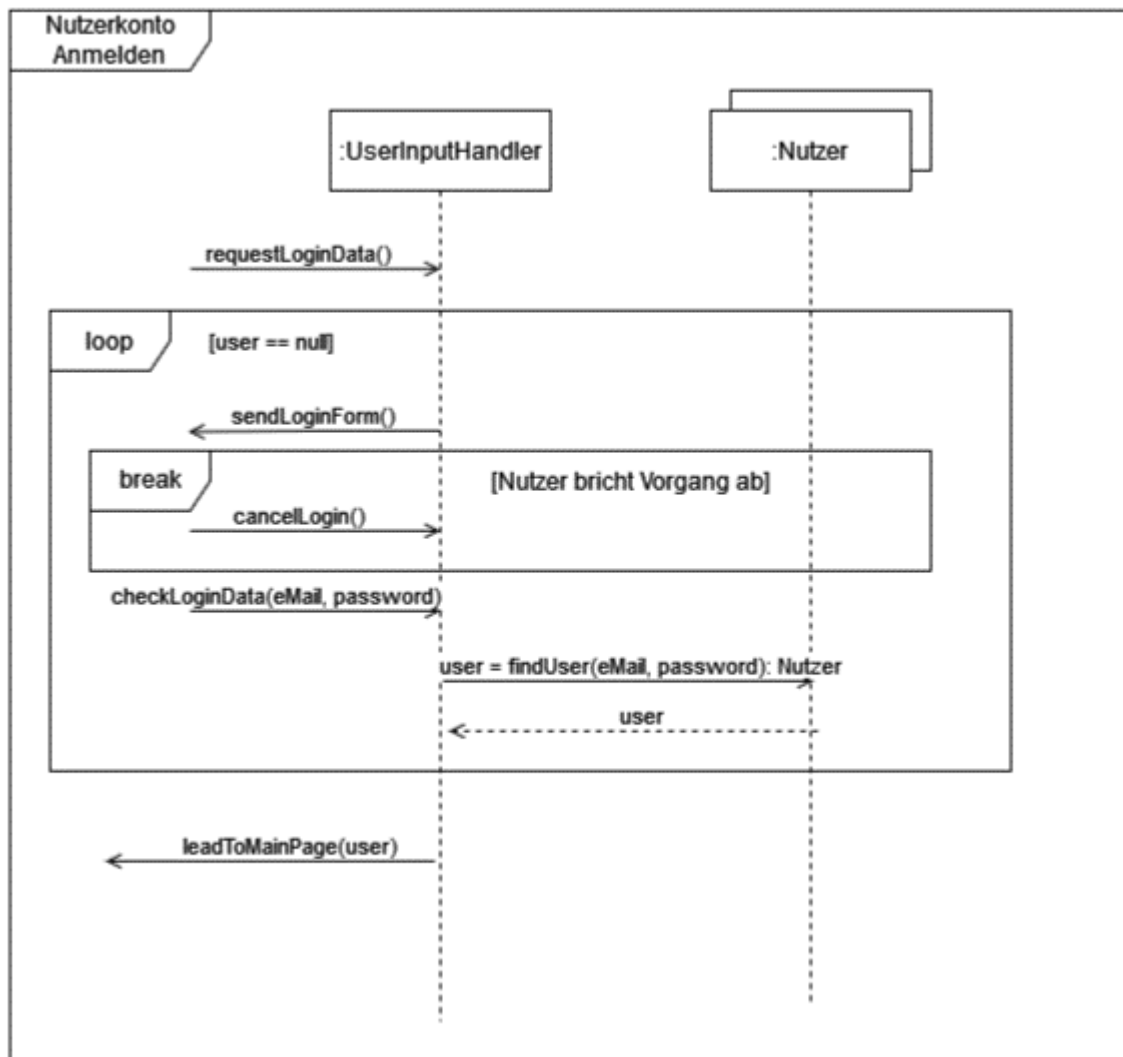 Nutzerkonto
Anmelden
:UserInputHandler
:Nutzer
requestLoginData()
loop
[user == null]
sendLoginForm()
break
[Nutzer bricht Vorgang ab]
cancelLogin()
checkLoginData(eMail, password)
user = findUser(eMail, password): Nutzer
user
leadToMainPage(user)